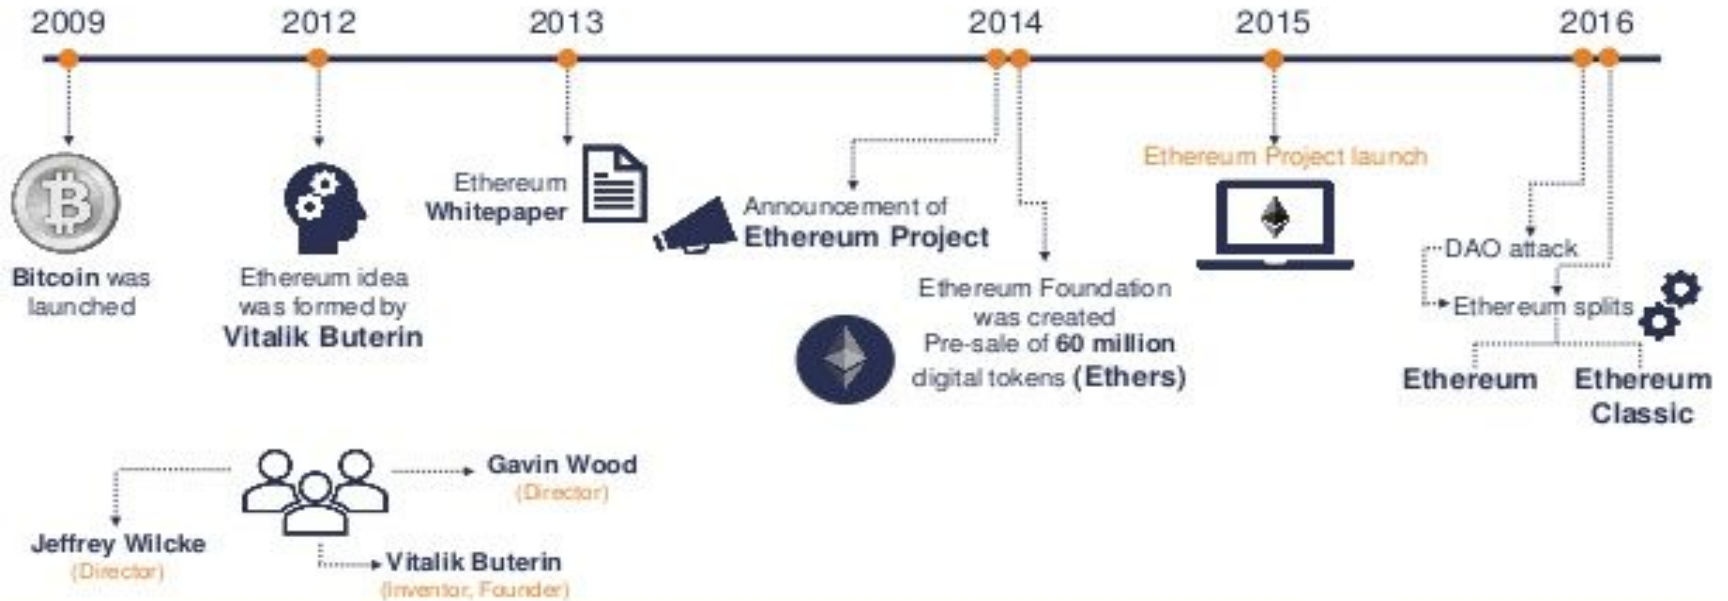 2009
2012
2013
2014
2015
2016
Bitcoin was
launched
Ethereum idea
was formed by
Vitalik Buterin
Ethereum
Whitepaper
Announcement of
Ethereum Project
Ethereum Foundation
was created
Pre-sale of 60 million
digital tokens (Ethers)
Ethereum Project launch
DAO attack
Ethereum splits
Ethereum
Ethereum
Classic
Jeffrey Wilcke
(Director)
Gavin Wood
(Director)
Vitalik Buterin
(Inventor, Founder)